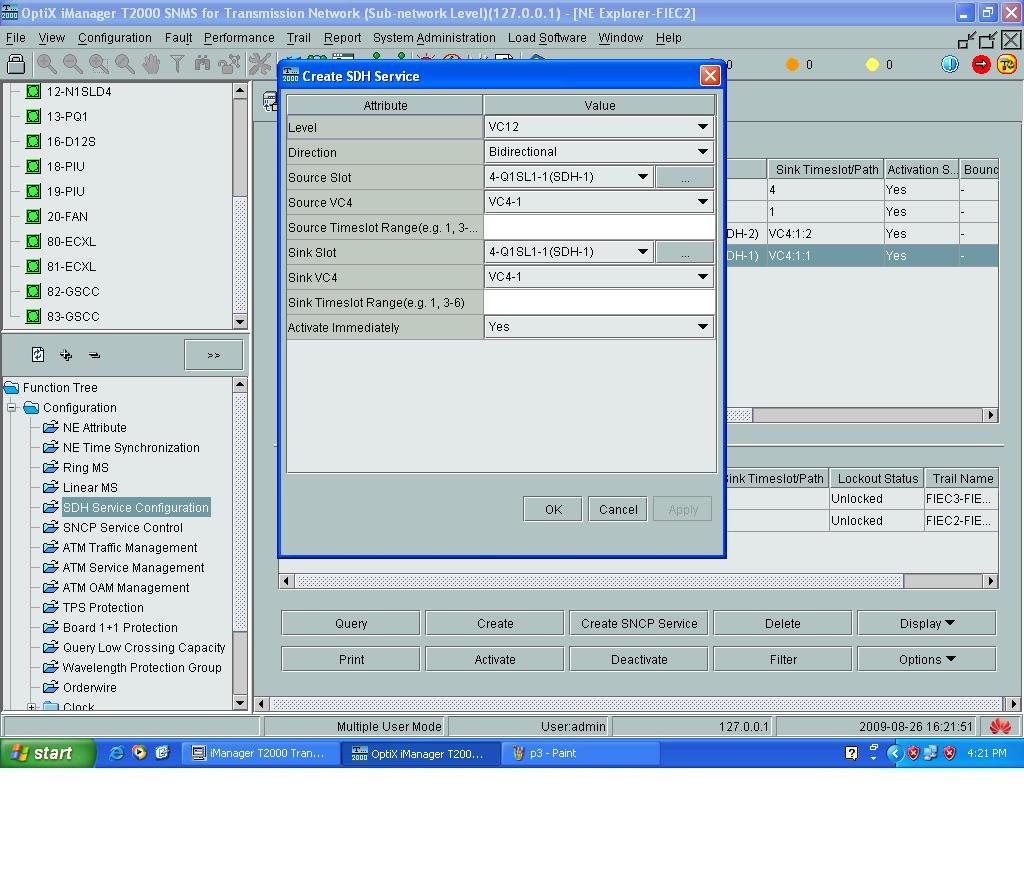 OptiX iManager T2000 SNMS for Transmission Network (Sub-network Level)(127.0.0.1) - [NE Explorer-FIEC2]
File View Configuration Fault Performance Trail Report System Administration Load Software Window Help
0 0 0
12-N1SLD4
13-PQ1
16-D12S
18-PIU
19-PIU
20-FAN
80-ECXL
81-ECXL
82-GSCC
83-GSCC
>>
Function Tree
Configuration
NE Attribute
NE Time Synchronization
Ring MS
Linear MS
SDH Service Configuration
SNCP Service Control
ATM Traffic Management
ATM Service Management
ATM OAM Management
TPS Protection
Board 1+1 Protection
Query Low Crossing Capacity
Wavelength Protection Group
Orderwire
Clock
Create SDH Service
Attribute Value
Level VC12
Direction Bidirectional
Source Slot 4-Q1SL1-1(SDH-1) ...
Source VC4 VC4-1
Source Timeslot Range(e.g. 1, 3-...
Sink Slot 4-Q1SL1-1(SDH-1) ...
Sink VC4 VC4-1
Sink Timeslot Range(e.g. 1, 3-6)
Activate Immediately Yes
OK Cancel Apply
Sink Timeslot/Path Activation S... Bound
4 Yes -
1 Yes -
DH-2) VC4:1:2 Yes -
DH-1) VC4:1:1 Yes -
ink Timeslot/Path Lockout Status Trail Name
Unlocked FIEC3-FIE...
Unlocked FIEC2-FIE...
Query Create Create SNCP Service Delete Display
Print Activate Deactivate Filter Options
Multiple User Mode User:admin 127.0.0.1 2009-08-26 16:21:51
start iManager T2000 Tran... OptiX iManager T200... p3 - Paint 4:21 PM